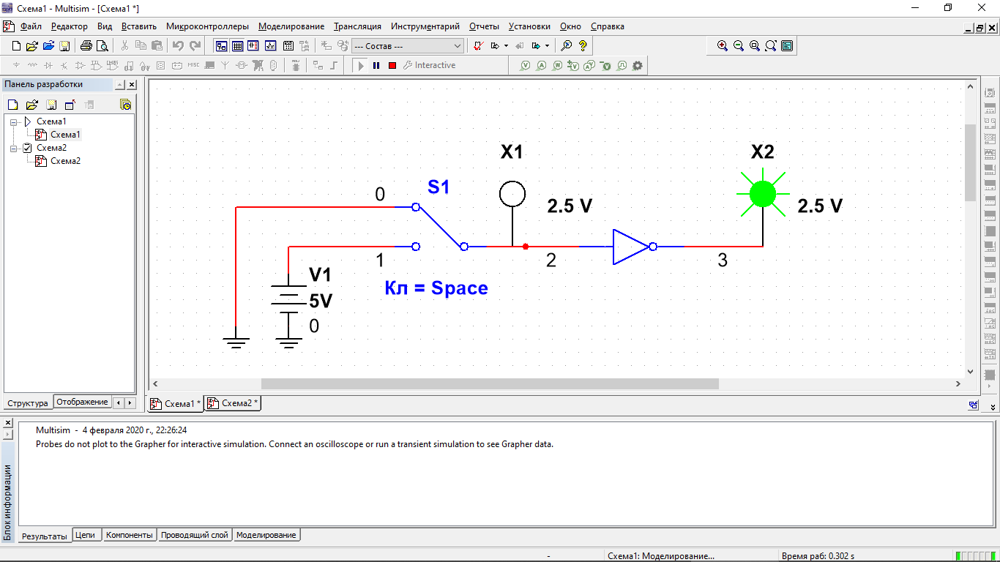 Схема1 - Multisim - [Схема1 *]
Файл Редактор Вид Вставить Микроконтроллеры Моделирование Трансляция Инструментарий Отчеты Установки Окно Справка
--- Состав ---
MISC
Interactive
Панель разработки
Схема1
Схема1
Схема2
Схема2
X1
X2
S1
0
2.5 V
2.5 V
1
2
3
V1
5V
0
Кл = Space
Структура Отображение
Схема1 * Схема2 *
Multisim - 4 февраля 2020 г., 22:26:24
Probes do not plot to the Grapher for interactive simulation. Connect an oscilloscope or run a transient simulation to see Grapher data.
Блок информации
Результаты Цепи Компоненты Проводящий слой Моделирование
- Схема1: Моделирование... Время раб: 0.302 s